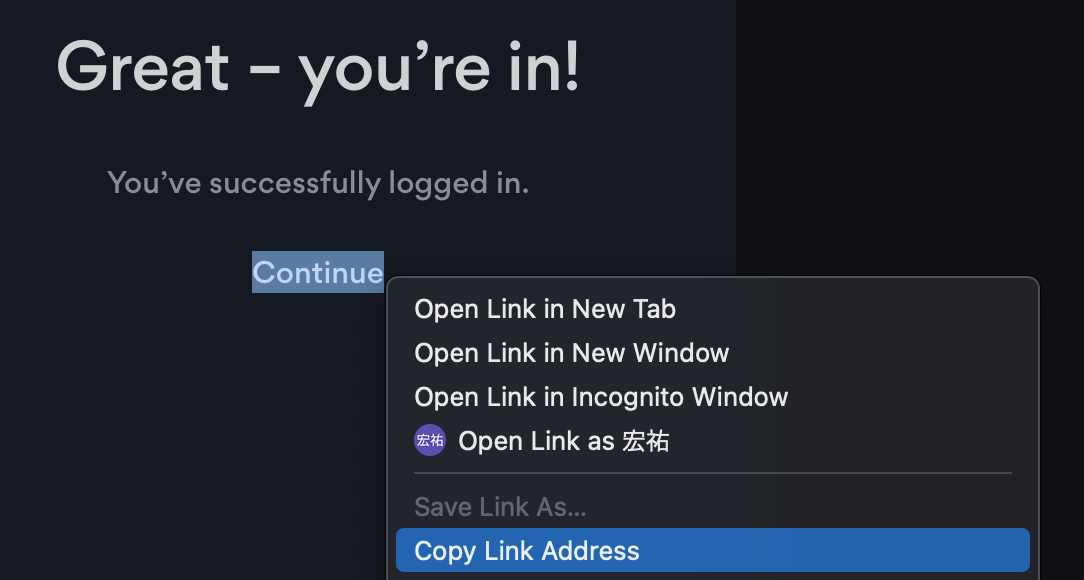 Great – you’re in!
You’ve successfully logged in.
Continue
Open Link in New Tab
Open Link in New Window
Open Link in Incognito Window
宏祐 Open Link as 宏祐
Save Link As...
Copy Link Address